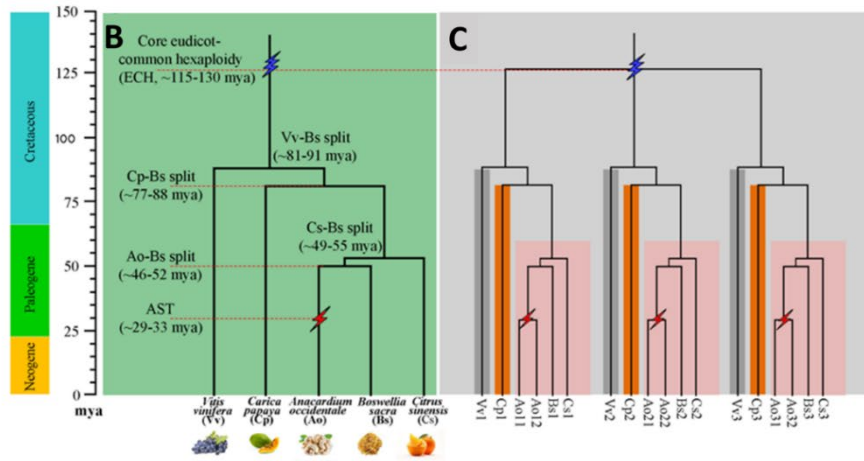 150
125
100
75
50
25
0
mya
Cretaceous
Paleogene
Neogene
B
Core eudicot-
common hexaploidy
(ECH, ~115-130 mya)
Vv-Bs split
(~81-91 mya)
Cp-Bs split
(~77-88 mya)
Cs-Bs split
(~49-55 mya)
Ao-Bs split
(~46-52 mya)
AST
(~29-33 mya)
Vitis
vinifera
(Vv)
Carica
papaya
(Cp)
Anacardium
occidentale
(Ao)
Boswellia
sacra
(Bs)
Citrus
sinensis
(Cs)
C
Vv1
Cp1
Ao11
Ao12
Bs1
Cs1
Vv2
Cp2
Ao21
Ao22
Bs2
Cs2
Vv3
Cp3
Ao31
Ao32
Bs3
Cs3